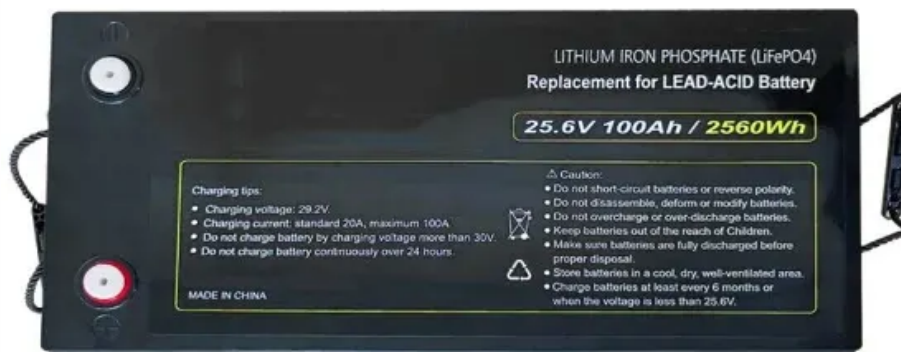 LITHIUM IRON PHOSPHATE (LiFePO4)
Replacement for LEAD-ACID Battery
25.6V 100Ah / 2560Wh
Charging tips:
• Charging voltage: 29.2V.
• Charging current: standard 20A, maximum 100A
• Do not charge battery by charging voltage more than 30V.
• Do not charge battery continuously over 24 hours.
MADE IN CHINA
⚠ Caution:
• Do not short-circuit batteries or reverse polarity.
• Do not disassemble, deform or modify batteries.
• Do not overcharge or over-discharge batteries.
• Keep batteries out of the reach of Children.
• Make sure batteries are fully discharged before
proper disposal.
• Store batteries in a cool, dry, well-ventilated area.
• Charge batteries at least every 6 months or
when the voltage is less than 25.6V.